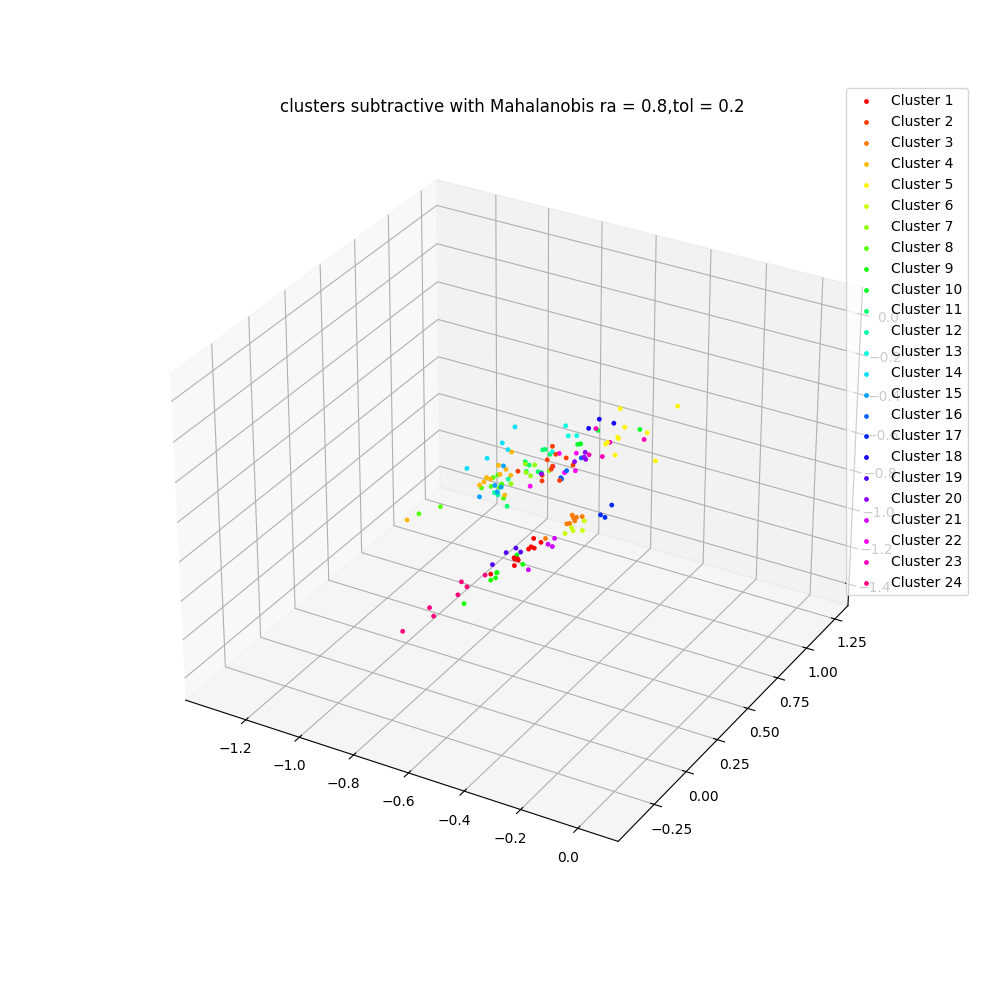 clusters subtractive with Mahalanobis ra = 0.8,tol = 0.2
Cluster 1
Cluster 2
Cluster 3
Cluster 4
Cluster 5
Cluster 6
Cluster 7
Cluster 8
Cluster 9
Cluster 10
Cluster 11
Cluster 12
Cluster 13
Cluster 14
Cluster 15
Cluster 16
Cluster 17
Cluster 18
Cluster 19
Cluster 20
Cluster 21
Cluster 22
Cluster 23
Cluster 24
0.0
−0.2
−0.8
−1.0
−1.2
−1.4
1.25
1.00
0.75
0.50
0.25
0.00
−0.25
−1.2
−1.0
−0.8
−0.6
−0.4
−0.2
0.0